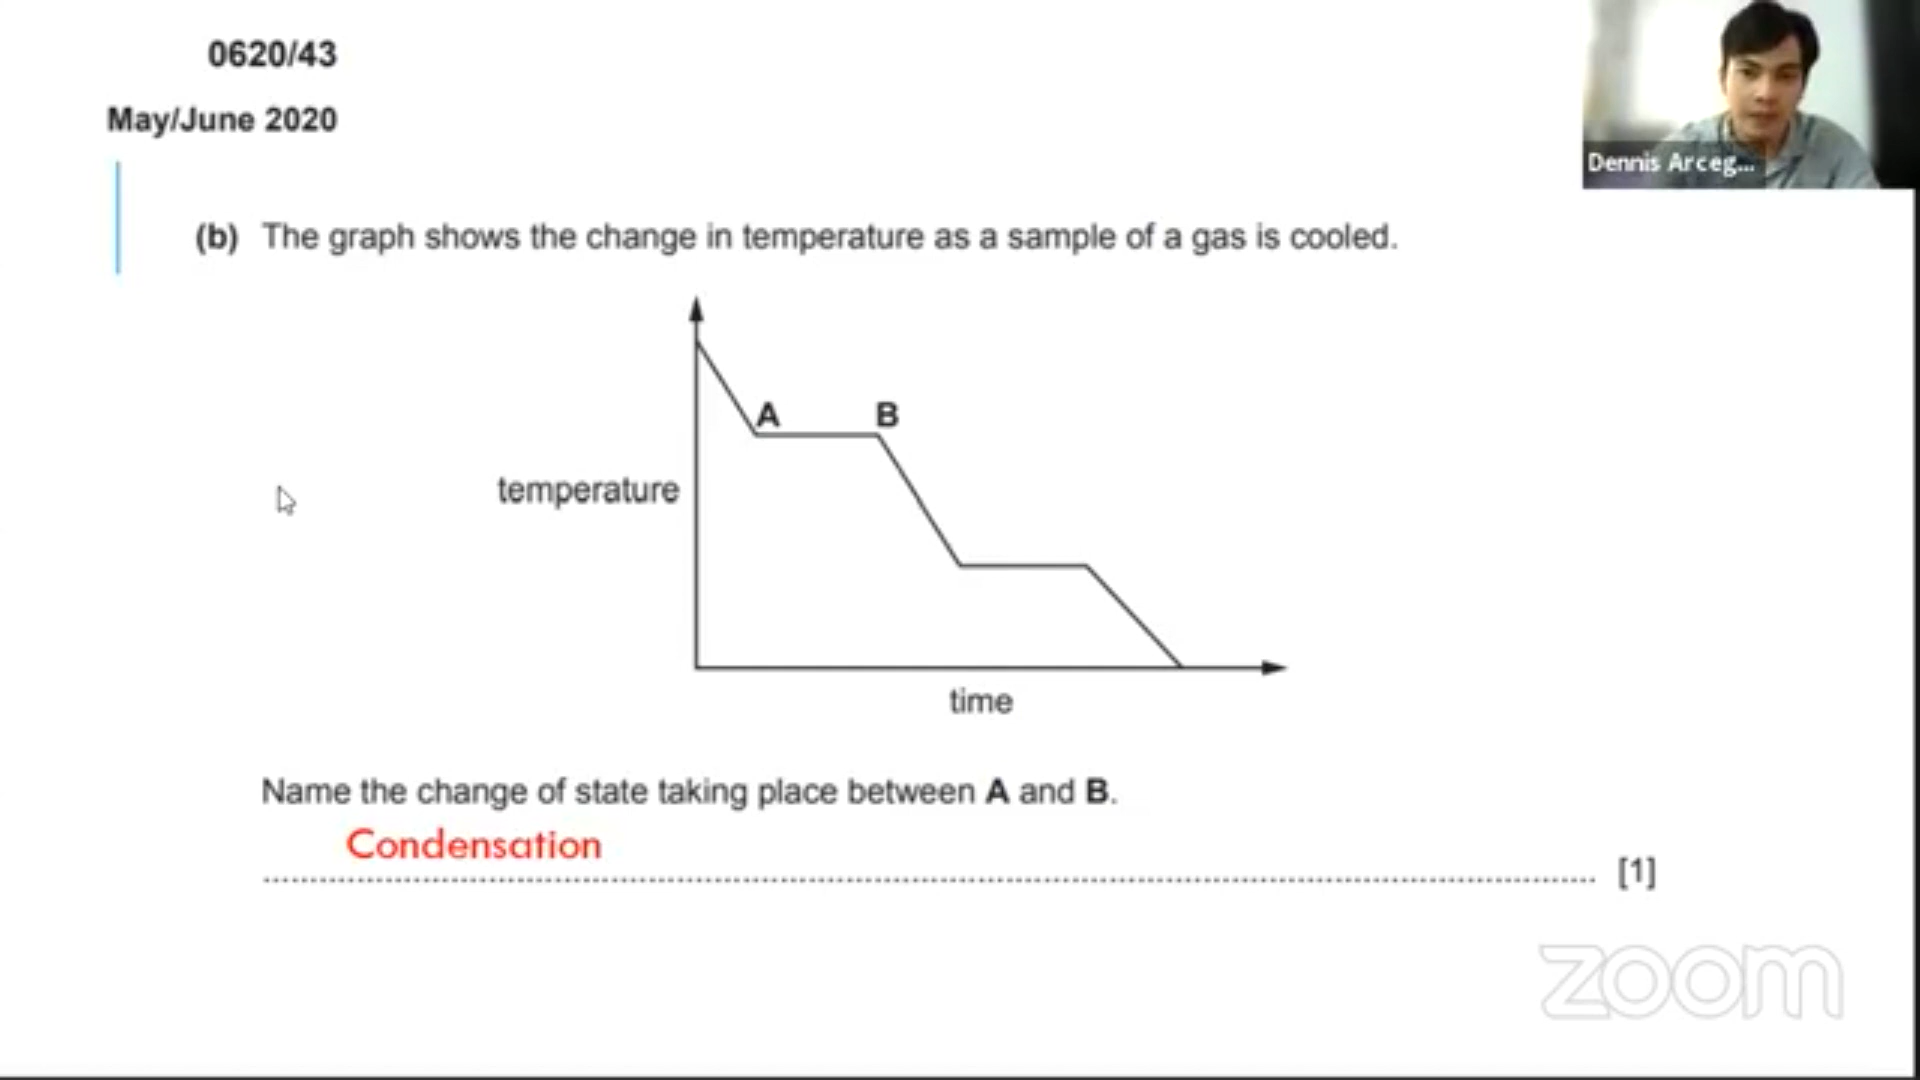 0620/43
May/June 2020
Dennis Arceg...
(b) The graph shows the change in temperature as a sample of a gas is cooled.
A
B
temperature
time
Name the change of state taking place between A and B.
Condensation
[1]
zoom